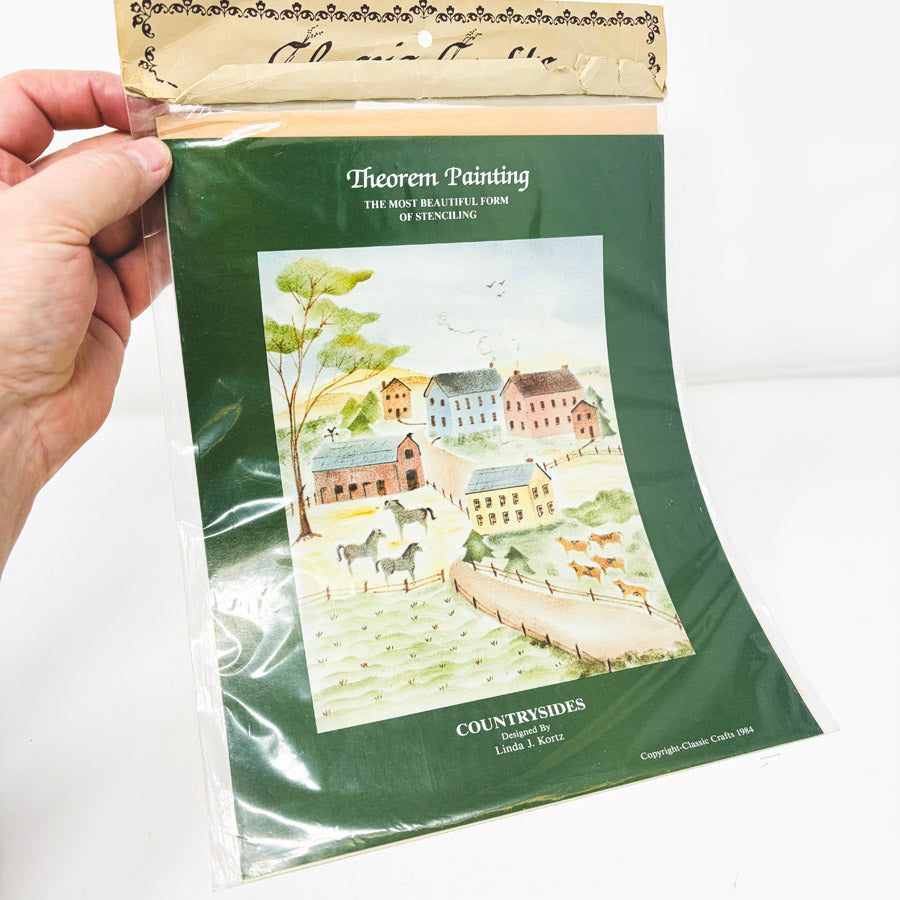 Theorem Painting
THE MOST BEAUTIFUL FORM
OF STENCILING
COUNTRYSIDES
Designed By
Linda J. Kortz
Copyright-Classic Crafts 1984